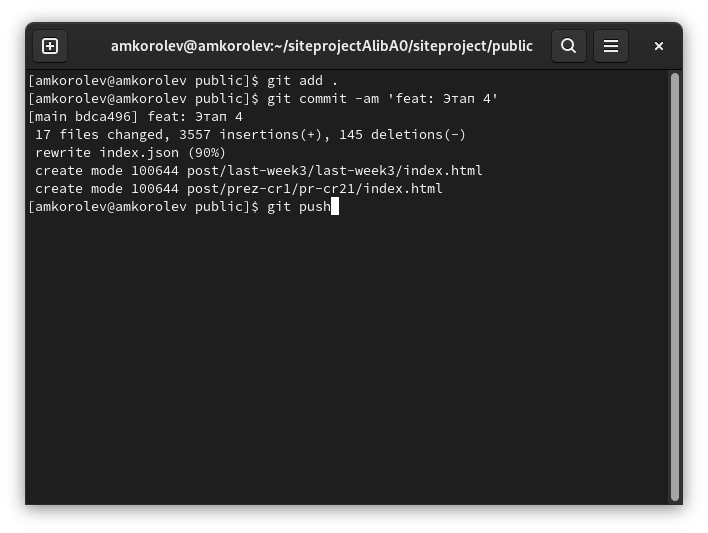 amkorolev@amkorolev:~/siteprojectAlibA0/siteproject/public
[amkorolev@amkorolev public]$ git add .
[amkorolev@amkorolev public]$ git commit -am 'feat: Этап 4'
[main bdca496] feat: Этап 4
 17 files changed, 3557 insertions(+), 145 deletions(-)
 rewrite index.json (90%)
 create mode 100644 post/last-week3/last-week3/index.html
 create mode 100644 post/prez-cr1/pr-cr21/index.html
[amkorolev@amkorolev public]$ git push